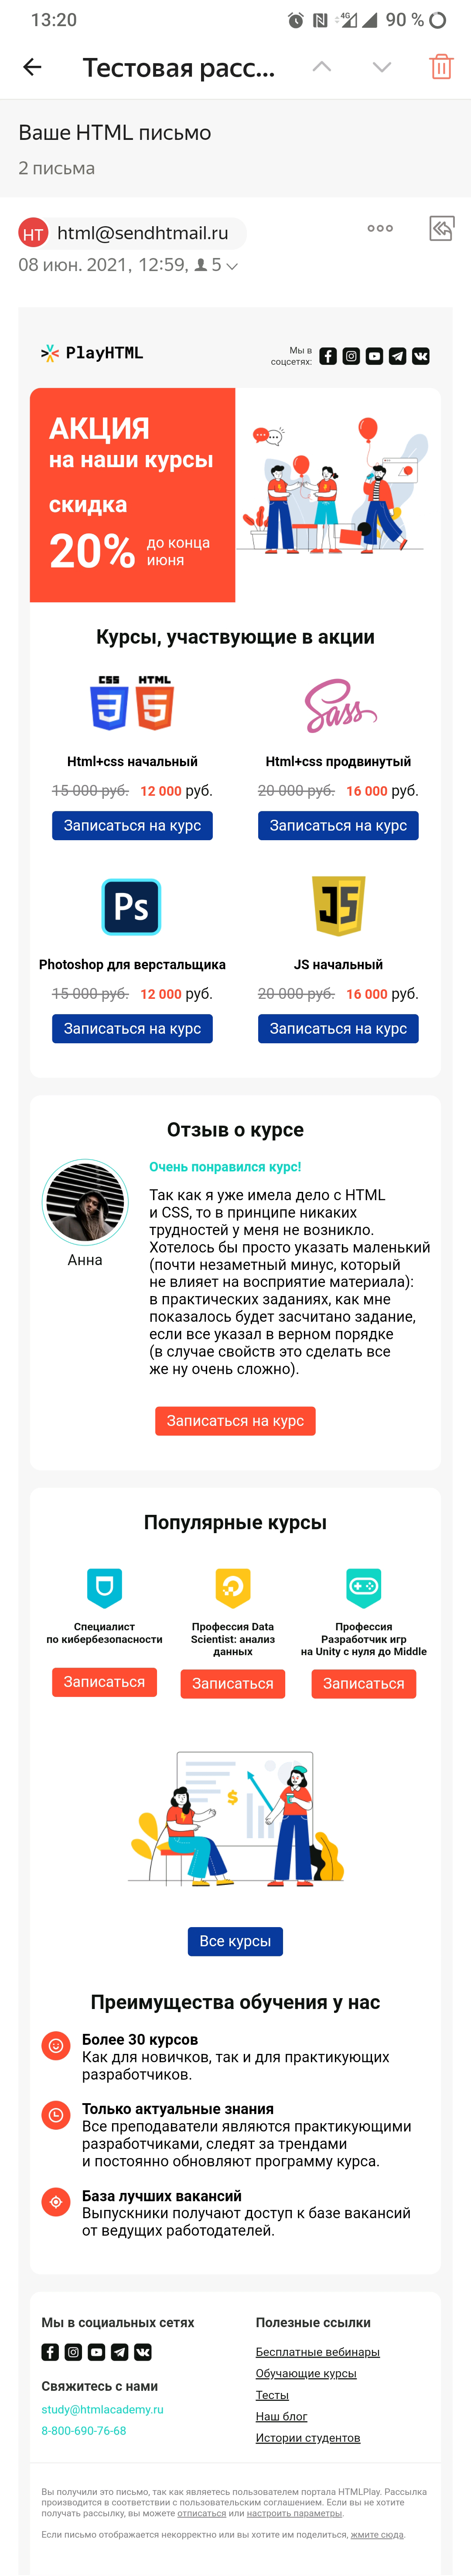 13:20
4G 90 %
Тестовая расс...
Ваше HTML письмо
2 письма
HT html@sendhtmail.ru
08 июн. 2021, 12:59, 5
PlayHTML
Мы в
соцсетях:
АКЦИЯ
на наши курсы
скидка
20% до конца
июня
Курсы, участвующие в акции
CSS HTML
Sass
Html+css начальный
Html+css продвинутый
15 000 руб. 12 000 руб.
20 000 руб. 16 000 руб.
Записаться на курс
Записаться на курс
Ps
JS
Photoshop для верстальщика
JS начальный
15 000 руб. 12 000 руб.
20 000 руб. 16 000 руб.
Записаться на курс
Записаться на курс
Отзыв о курсе
Анна
Очень понравился курс!
Так как я уже имела дело с HTML
и CSS, то в принципе никаких
трудностей у меня не возникло.
Хотелось бы просто указать маленький
(почти незаметный минус, который
не влияет на восприятие материала):
в практических заданиях, как мне
показалось будет засчитано задание,
если все указал в верном порядке
(в случае свойств это сделать все
же ну очень сложно).
Записаться на курс
Популярные курсы
Специалист
по кибербезопасности
Записаться
Профессия Data
Scientist: анализ
данных
Записаться
Профессия
Разработчик игр
на Unity с нуля до Middle
Записаться
$
Все курсы
Преимущества обучения у нас
Более 30 курсов
Как для новичков, так и для практикующих
разработчиков.
Только актуальные знания
Все преподаватели являются практикующими
разработчиками, следят за трендами
и постоянно обновляют программу курса.
База лучших вакансий
Выпускники получают доступ к базе вакансий
от ведущих работодателей.
Мы в социальных сетях
Свяжитесь с нами
study@htmlacademy.ru
8-800-690-76-68
Полезные ссылки
Бесплатные вебинары
Обучающие курсы
Тесты
Наш блог
Истории студентов
Вы получили это письмо, так как являетесь пользователем портала HTMLPlay. Рассылка
производится в соответствии с пользовательским соглашением. Если вы не хотите
получать рассылку, вы можете отписаться или настроить параметры.
Если письмо отображается некорректно или вы хотите им поделиться, жмите сюда.